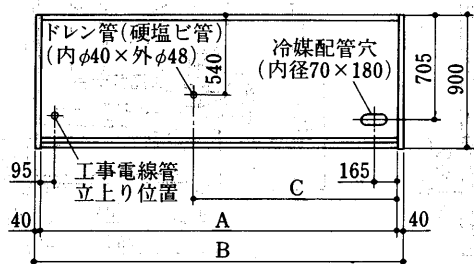 ドレン管(硬塩ビ管)
(内φ40×外φ48)
540
冷媒配管穴
(内径70×180)
705
900
95
工事電線管
立上り位置
165
C
40
A
40
B